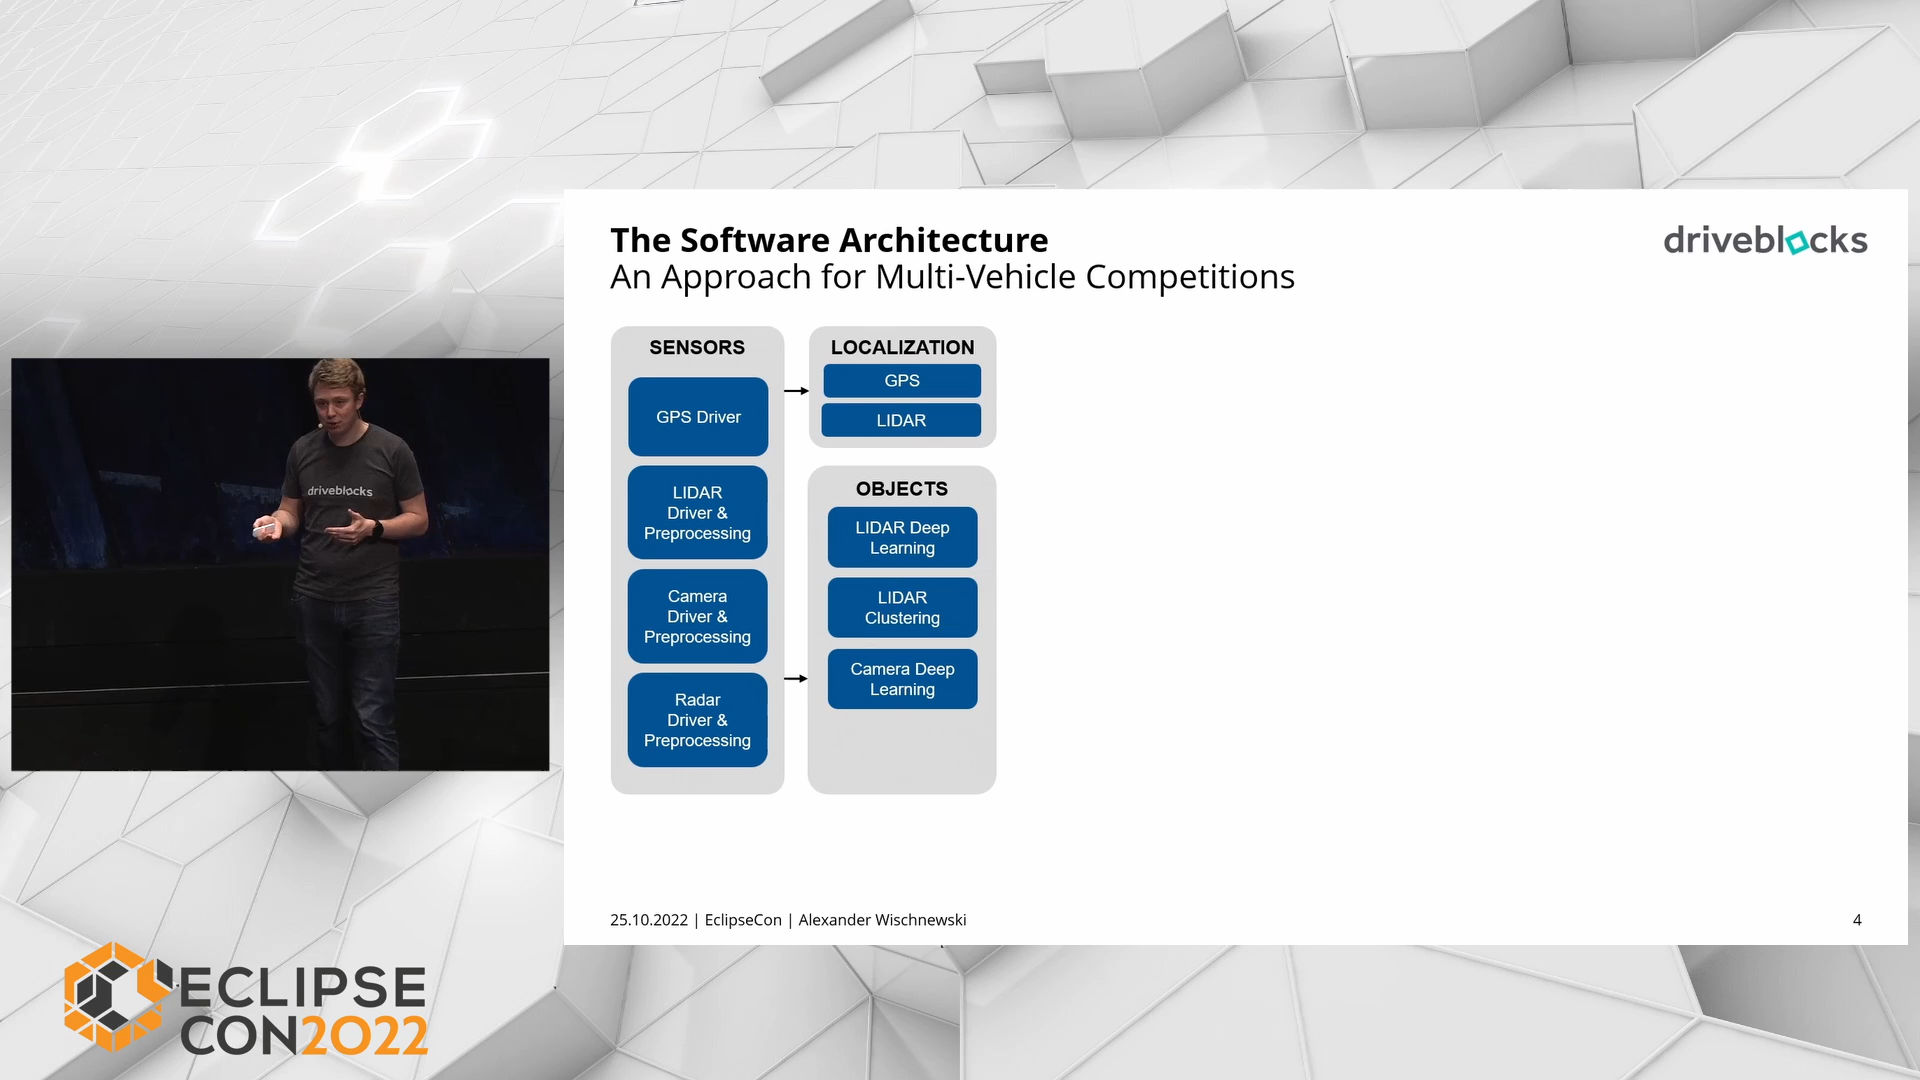 The Software Architecture
An Approach for Multi-Vehicle Competitions
driveblocks
SENSORS
GPS Driver
LIDAR
Driver &
Preprocessing
Camera
Driver &
Preprocessing
Radar
Driver &
Preprocessing
LOCALIZATION
GPS
LIDAR
OBJECTS
LIDAR Deep
Learning
LIDAR
Clustering
Camera Deep
Learning
driveblocks
25.10.2022 | EclipseCon | Alexander Wischnewski
4
ECLIPSE
CON2022